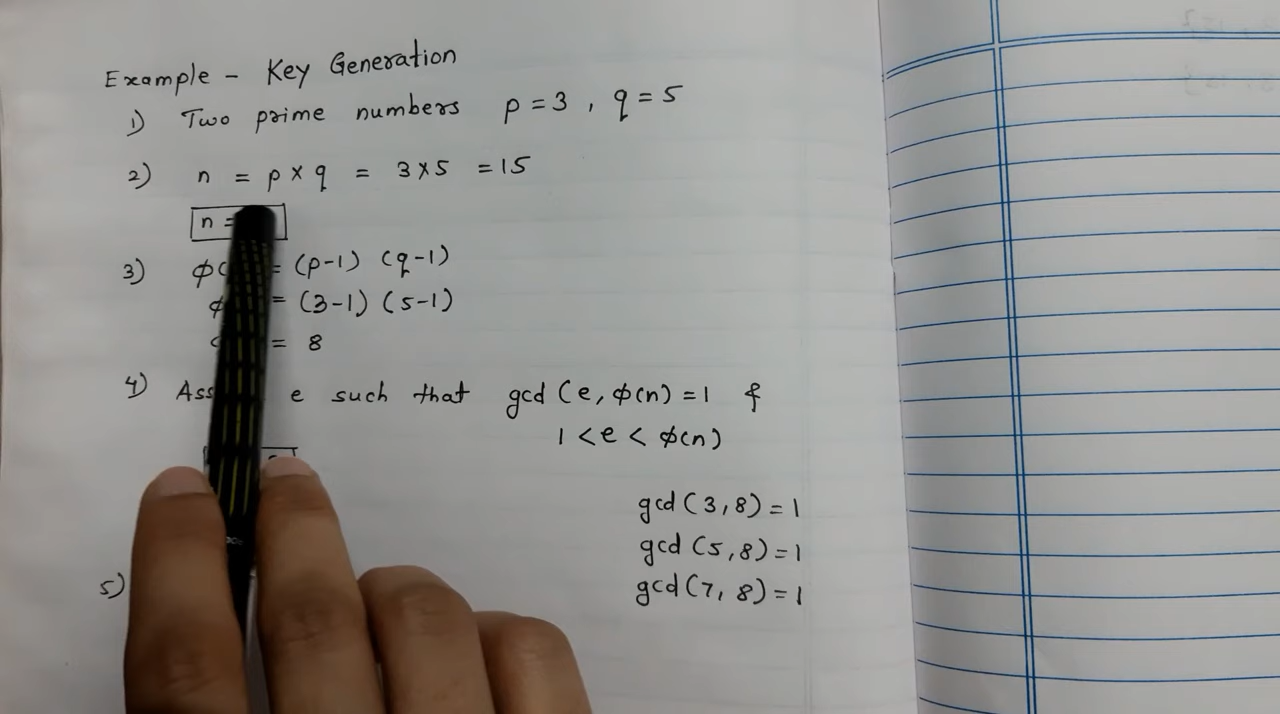 Example - Key Generation
1) Two prime numbers p = 3 , q = 5
2) n = p × q = 3×5 = 15
n =
3) = (p-1) (q-1)
= (3-1) (5-1)
= 8
4) e such that gcd (e, ϕ(n) = 1 &
1 < e < ϕ(n)
gcd (3, 8) = 1
gcd (5, 8) = 1
gcd (7, 8) = 1
5)